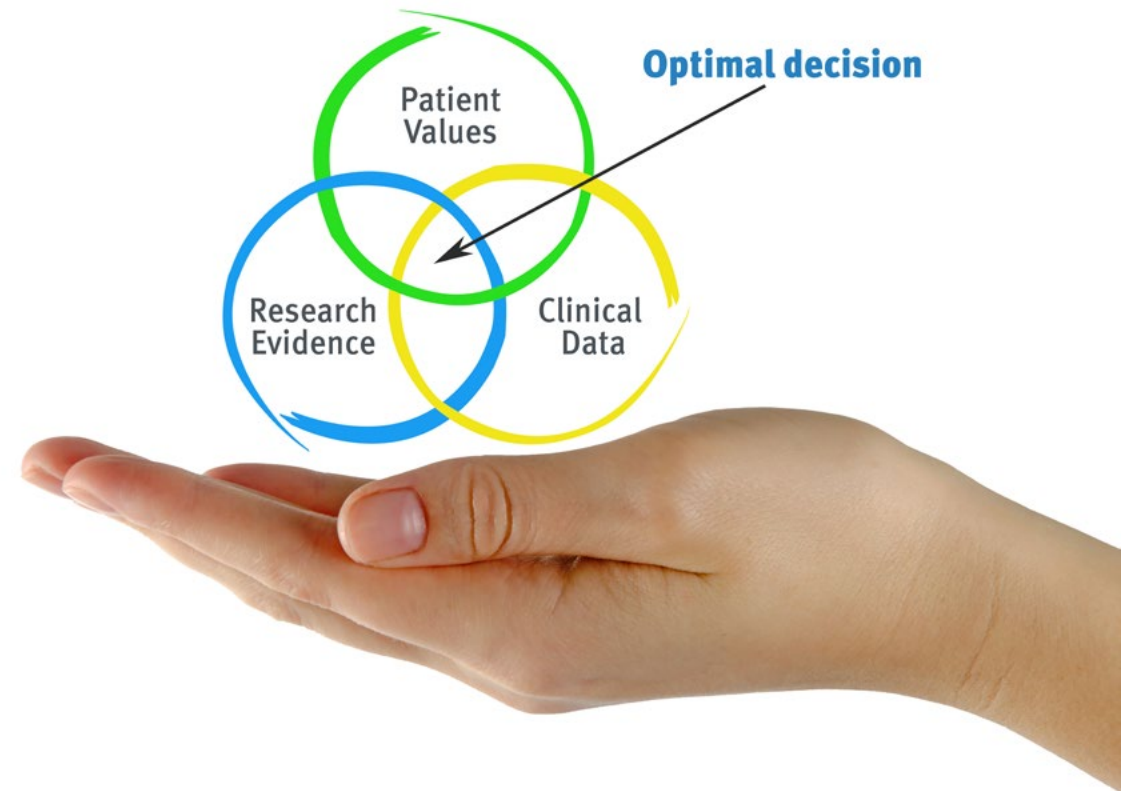 Optimal decision
Patient
Values
Research
Evidence
Clinical
Data